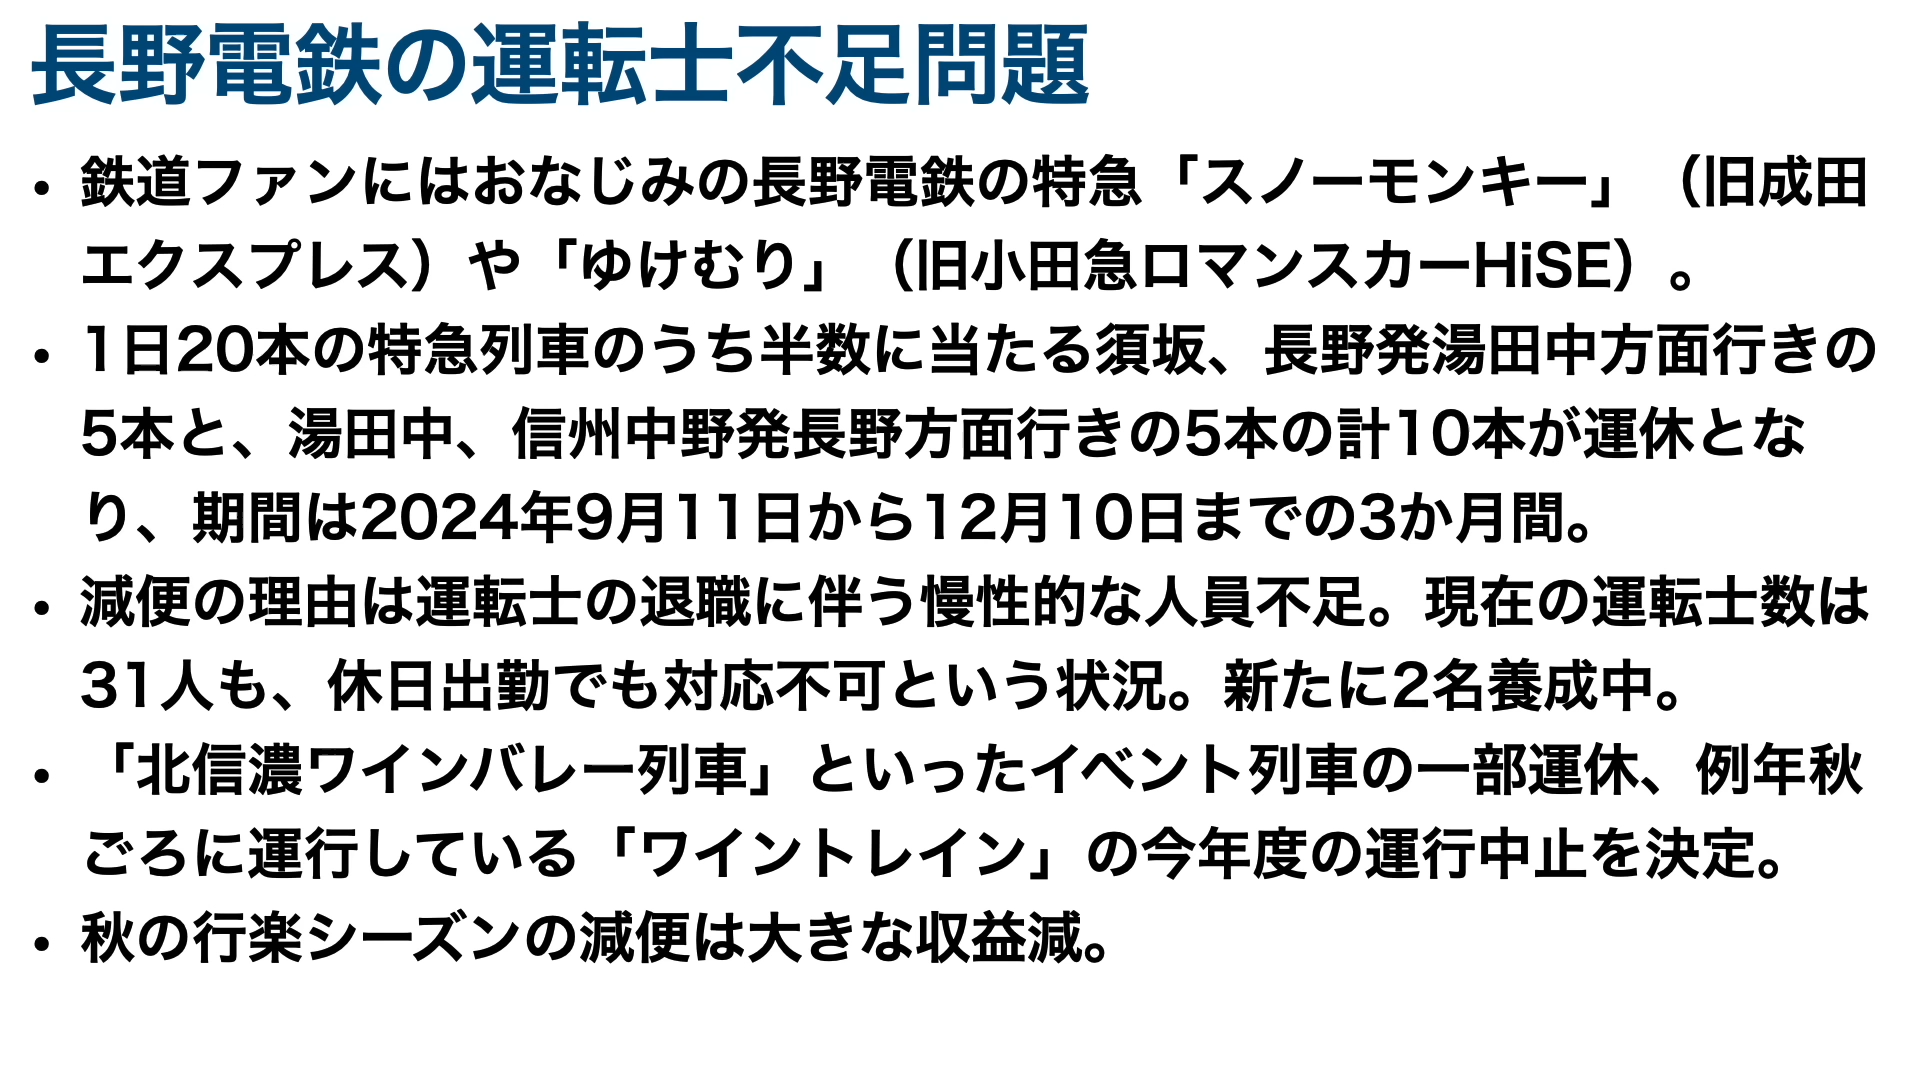 長野電鉄の運転士不足問題
• 鉄道ファンにはおなじみの長野電鉄の特急「スノーモンキー」（旧成田
エクスプレス）や「ゆけむり」（旧小田急ロマンスカーHiSE）。
• 1日20本の特急列車のうち半数に当たる須坂、長野発湯田中方面行きの
5本と、湯田中、信州中野発長野方面行きの5本の計10本が運休とな
り、期間は2024年9月11日から12月10日までの3か月間。
• 減便の理由は運転士の退職に伴う慢性的な人員不足。現在の運転士数は
31人も、休日出勤でも対応不可という状況。新たに2名養成中。
• 「北信濃ワインバレー列車」といったイベント列車の一部運休、例年秋
ごろに運行している「ワイントレイン」の今年度の運行中止を決定。
• 秋の行楽シーズンの減便は大きな収益減。